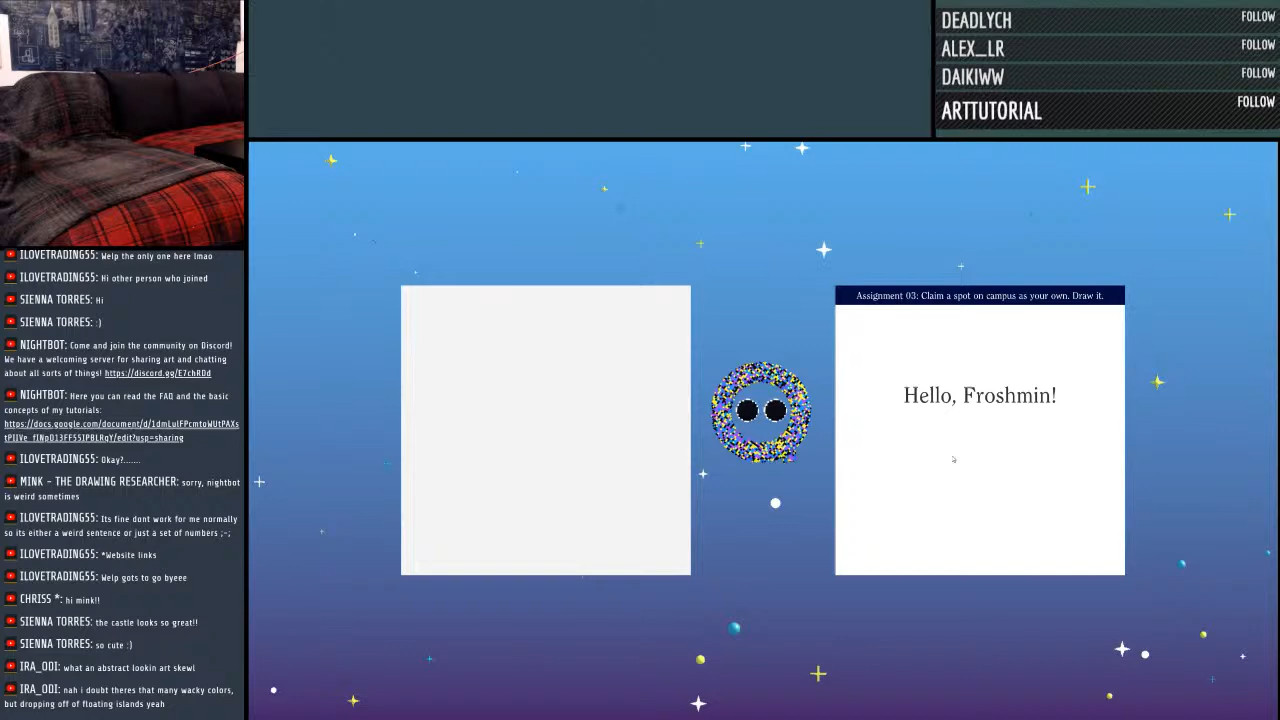 DEADLYCH FOLLOW
ALEX_LR FOLLOW
DAIKIWW FOLLOW
ARTTUTORIAL FOLLOW
ILOVETRADING55: Welp the only one here lmao
ILOVETRADING55: Hi other person who joined
SIENNA TORRES: Hi
SIENNA TORRES: :)
NIGHTBOT: Come and join the community on Discord!
We have a welcoming server for sharing art and chatting
about all sorts of things! https://discord.gg/E7chRDd
NIGHTBOT: Here you can read the FAQ and the basic
concepts of my tutorials:
ILOVETRADING55: Okay?.......
MINK - THE DRAWING RESEARCHER: sorry, nightbot
is weird sometimes
ILOVETRADING55: Its fine dont work for me normally
so its either a weird sentence or just a set of numbers ;-;
ILOVETRADING55: *Website links
ILOVETRADING55: Welp gots to go byeee
CHRISS *: hi mink!!
SIENNA TORRES: the castle looks so great!!
SIENNA TORRES: so cute :)
IRA_ODI: what an abstract lookin art skewl
IRA_ODI: nah i doubt theres that many wacky colors,
but dropping off of floating islands yeah
Assignment 03: Claim a spot on campus as your own. Draw it.
Hello, Froshmin!